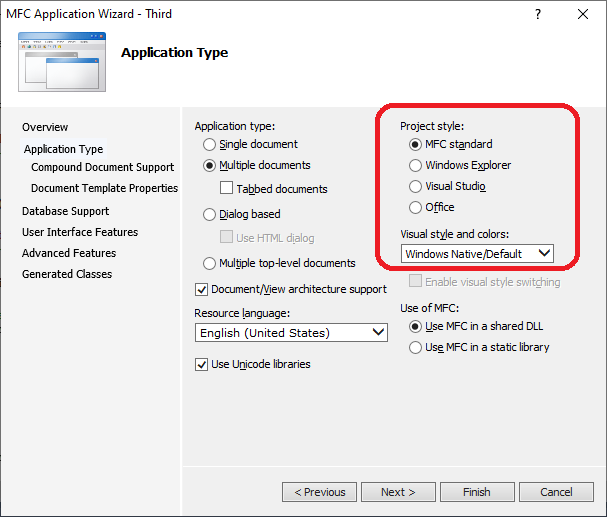 MFC Application Wizard - Third
?
Application Type
Overview
Application Type
Compound Document Support
Document Template Properties
Database Support
User Interface Features
Advanced Features
Generated Classes
Application type:
Single document
Multiple documents
Tabbed documents
Dialog based
Use HTML dialog
Multiple top-level documents
Document/View architecture support
Resource language:
English (United States)
Use Unicode libraries
Project style:
MFC standard
Windows Explorer
Visual Studio
Office
Visual style and colors:
Windows Native/Default
Enable visual style switching
Use of MFC:
Use MFC in a shared DLL
Use MFC in a static library
< Previous
Next >
Finish
Cancel